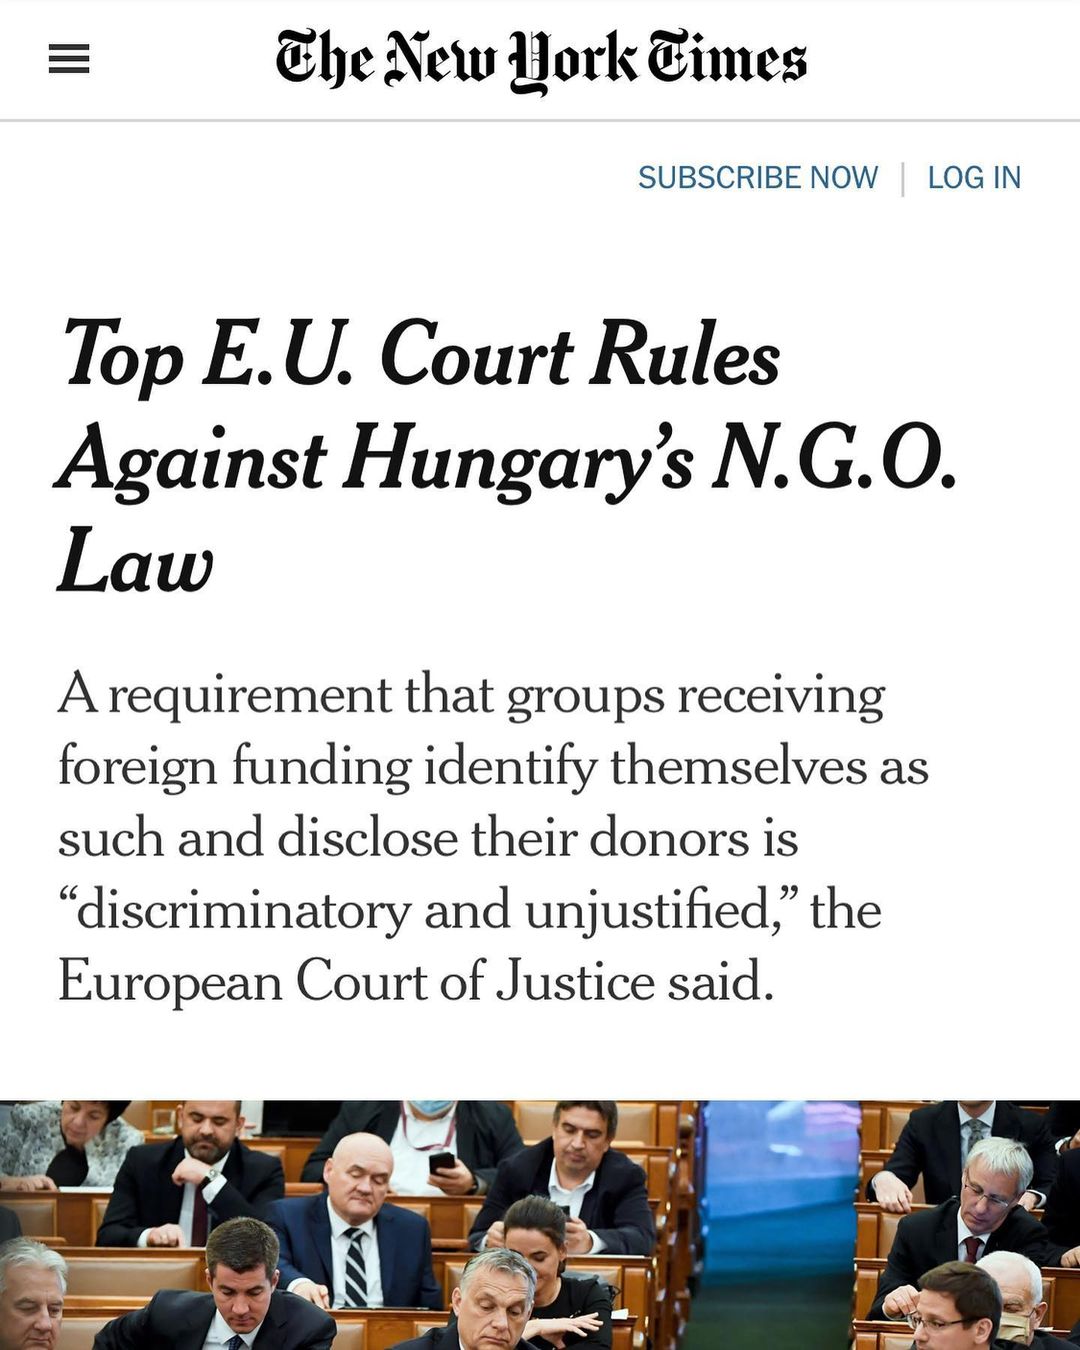 The New York Times
SUBSCRIBE NOW | LOG IN
Top E.U. Court Rules
Against Hungary’s N.G.O.
Law
A requirement that groups receiving
foreign funding identify themselves as
such and disclose their donors is
“discriminatory and unjustified,” the
European Court of Justice said.